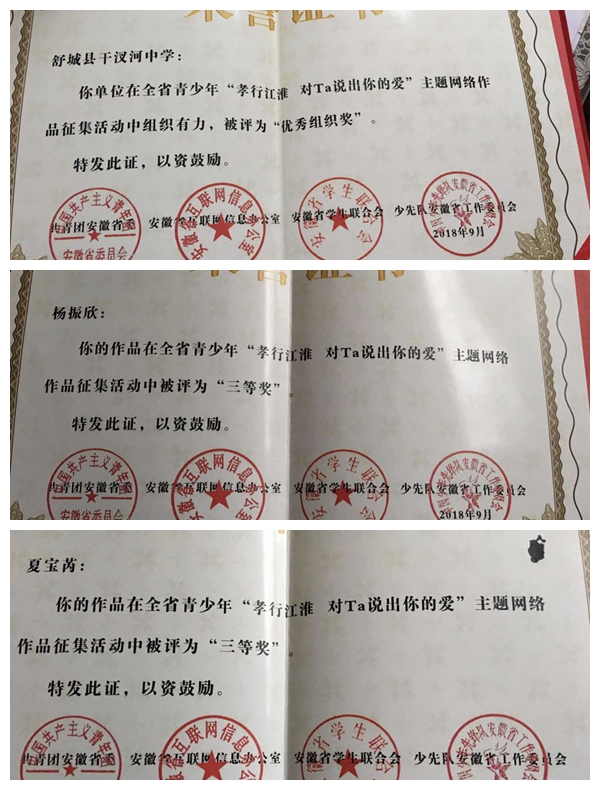 荣誉证书
舒城县干汊河中学：
你单位在全省青少年“孝行江淮 对Ta说出你的爱”主题网络作
品征集活动中组织有力，被评为“优秀组织奖”。
特发此证，以资鼓励。
共青团安徽省委 安徽省互联网信息办公室 安徽省学生联合会 少先队安徽省工作委员会
2018年9月
杨振欣：
你的作品在全省青少年“孝行江淮 对Ta说出你的爱”主题网络
作品征集活动中被评为“三等奖”。
特发此证，以资鼓励。
共青团安徽省委 安徽省互联网信息办公室 安徽省学生联合会 少先队安徽省工作委员会
2018年9月
夏宝芮：
你的作品在全省青少年“孝行江淮 对Ta说出你的爱”主题网络
作品征集活动中被评为“三等奖”。
特发此证，以资鼓励。
共青团安徽省委 安徽省互联网信息办公室 安徽省学生联合会 少先队安徽省工作委员会